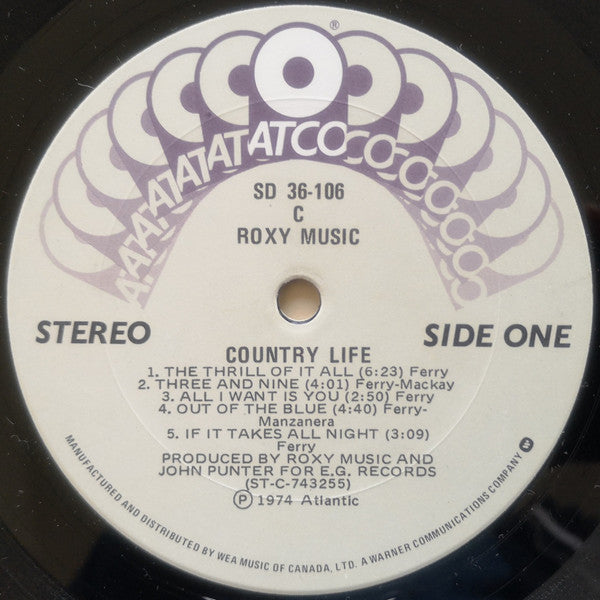 ®
ATATATATATATCOCOCOCOCOCO
SD 36-106
C
ROXY MUSIC
STEREO
SIDE ONE
COUNTRY LIFE
1. THE THRILL OF IT ALL (6:23) Ferry
2. THREE AND NINE (4:01) Ferry-Mackay
3. ALL I WANT IS YOU (2:50) Ferry
4. OUT OF THE BLUE (4:40) Ferry-
Manzanera
5. IF IT TAKES ALL NIGHT (3:09)
Ferry
PRODUCED BY ROXY MUSIC AND
JOHN PUNTER FOR E.G. RECORDS
(ST-C-743255)
Ⓟ 1974 Atlantic
MANUFACTURED AND DISTRIBUTED BY WEA MUSIC OF CANADA, LTD. A WARNER COMMUNICATIONS COMPANY